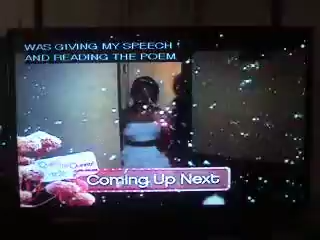 WAS GIVING MY SPEECH
AND READING THE POEM.
Coming Up Next